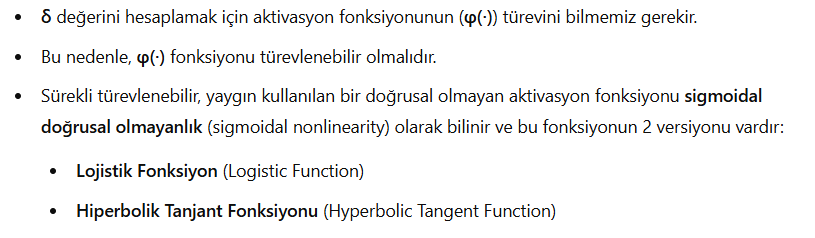 • δ değerini hesaplamak için aktivasyon fonksiyonunun (φ(·)) türevini bilmemiz gerekir.
• Bu nedenle, φ(·) fonksiyonu türevlenebilir olmalıdır.
• Sürekli türevlenebilir, yaygın kullanılan bir doğrusal olmayan aktivasyon fonksiyonu sigmoidal
doğrusal olmayanlık (sigmoidal nonlinearity) olarak bilinir ve bu fonksiyonun 2 versiyonu vardır:
• Lojistik Fonksiyon (Logistic Function)
• Hiperbolik Tanjant Fonksiyonu (Hyperbolic Tangent Function)